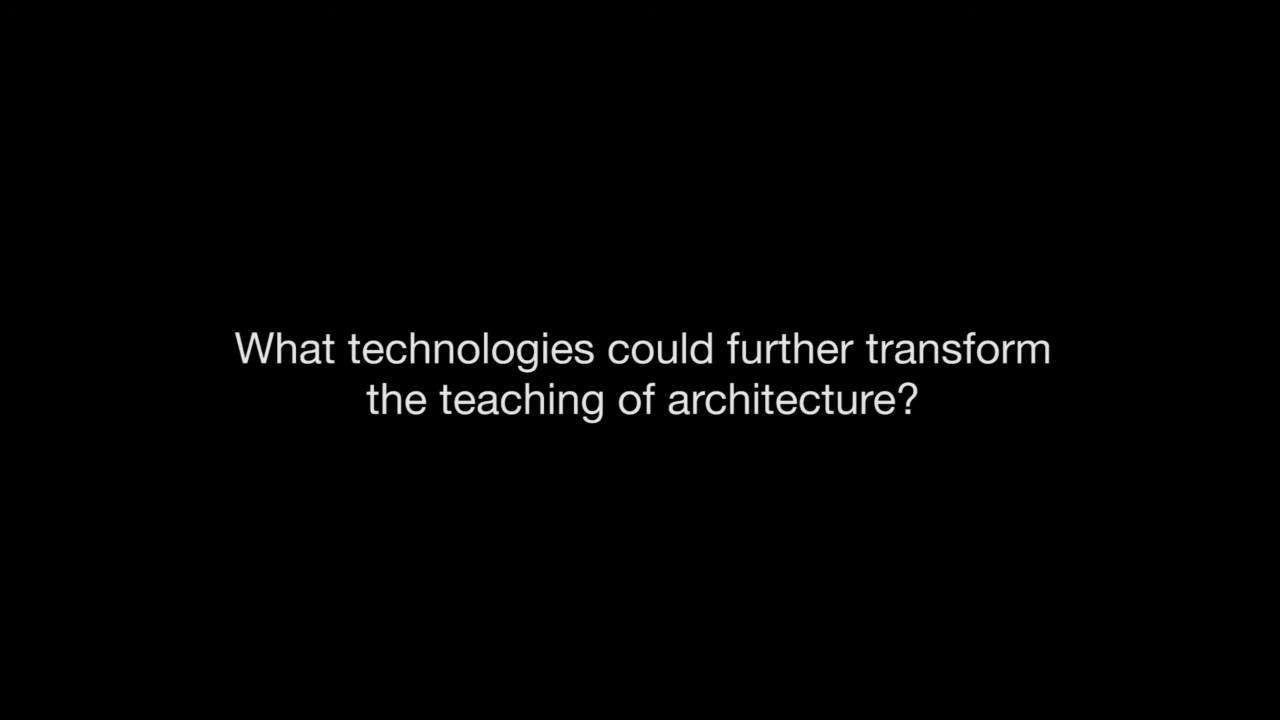 What technologies could further transform
the teaching of architecture?